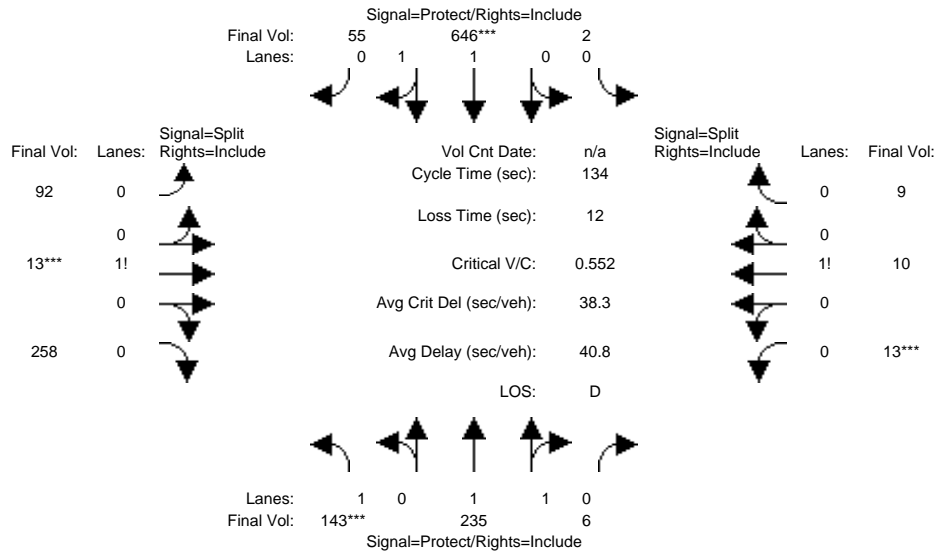 Signal=Protect/Rights=Include
Final Vol: 55 646*** 2
Lanes: 0 1 1 0 0
Signal=Split
Final Vol: Lanes: Rights=Include
Vol Cnt Date: n/a
Signal=Split
Rights=Include Lanes: Final Vol:
Cycle Time (sec): 134
92 0
0 9
Loss Time (sec): 12
0
0
13*** 1!
Critical V/C: 0.552
1! 10
0
Avg Crit Del (sec/veh): 38.3
0
258 0
Avg Delay (sec/veh): 40.8
0 13***
LOS: D
Lanes: 1 0 1 1 0
Final Vol: 143*** 235 6
Signal=Protect/Rights=Include